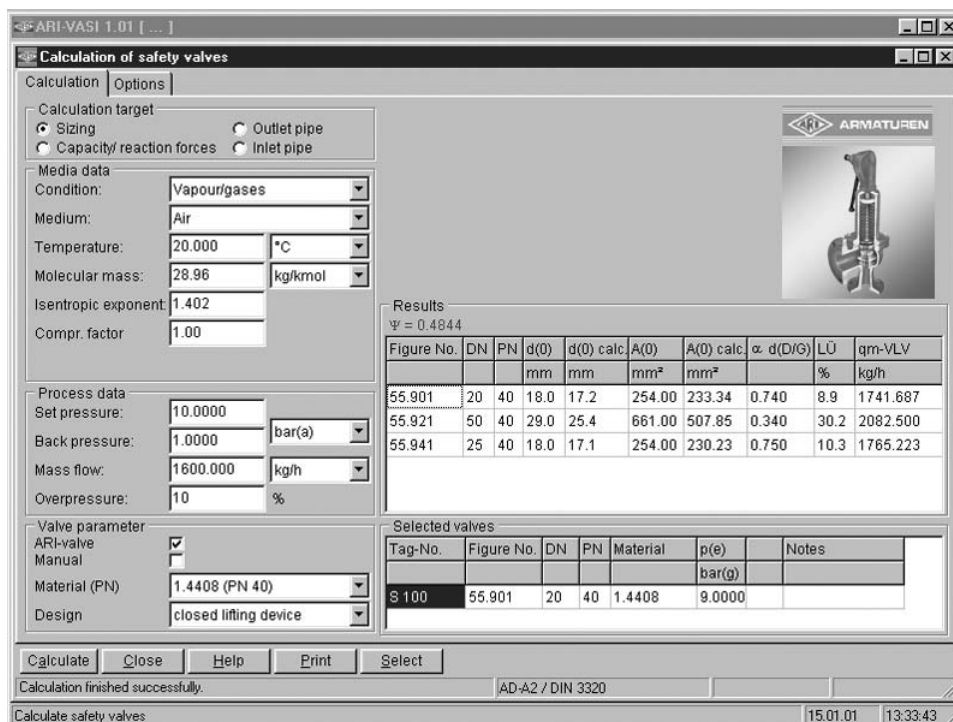 ARI-VASI 1.01 [ ... ]
Calculation of safety valves
Calculation Options
Calculation target
Sizing Outlet pipe
Capacity/ reaction forces Inlet pipe
ARI ARMATUREN
Media data
Condition: Vapour/gases
Medium: Air
Temperature: 20.000 °C
Molecular mass: 28.96 kg/kmol
Isentropic exponent: 1.402
Compr. factor 1.00
Results
Ψ = 0.4844
Figure No. DN PN d(0) d(0) calc. A(0) A(0) calc. α d(D/G) LÜ qm-VLV
mm mm mm² mm² % kg/h
55.901 20 40 18.0 17.2 254.00 233.34 0.740 8.9 1741.687
55.921 50 40 29.0 25.4 661.00 507.85 0.340 30.2 2082.500
55.941 25 40 18.0 17.1 254.00 230.23 0.750 10.3 1765.223
Process data
Set pressure: 10.0000
Back pressure: 1.0000 bar(a)
Mass flow: 1600.000 kg/h
Overpressure: 10 %
Valve parameter
ARI-valve
Manual
Material (PN) 1.4408 (PN 40)
Design closed lifting device
Selected valves
Tag-No. Figure No. DN PN Material p(e) Notes
bar(g)
S 100 55.901 20 40 1.4408 9.0000
Calculate Close Help Print Select
Calculation finished successfully. AD-A2 / DIN 3320
Calculate safety valves 15.01.01 13:33:43